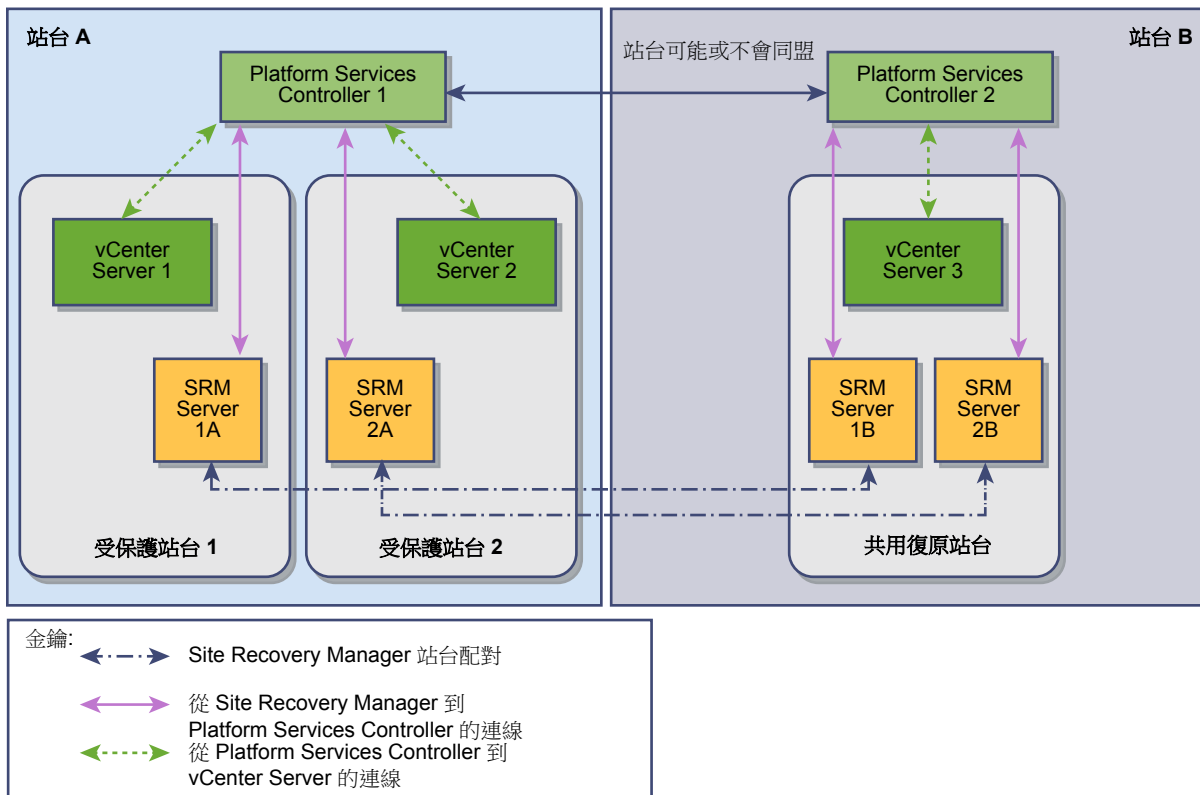 站台 A
站台 B
站台可能或不會同盟
Platform Services
Controller 1
Platform Services
Controller 2
vCenter
Server 1
vCenter
Server 2
vCenter
Server 3
SRM
Server
1A
SRM
Server
2A
SRM
Server
1B
SRM
Server
2B
受保護站台 1
受保護站台 2
共用復原站台
金鑰:
Site Recovery Manager 站台配對
從 Site Recovery Manager 到
Platform Services Controller 的連線
從 Platform Services Controller 到
vCenter Server 的連線